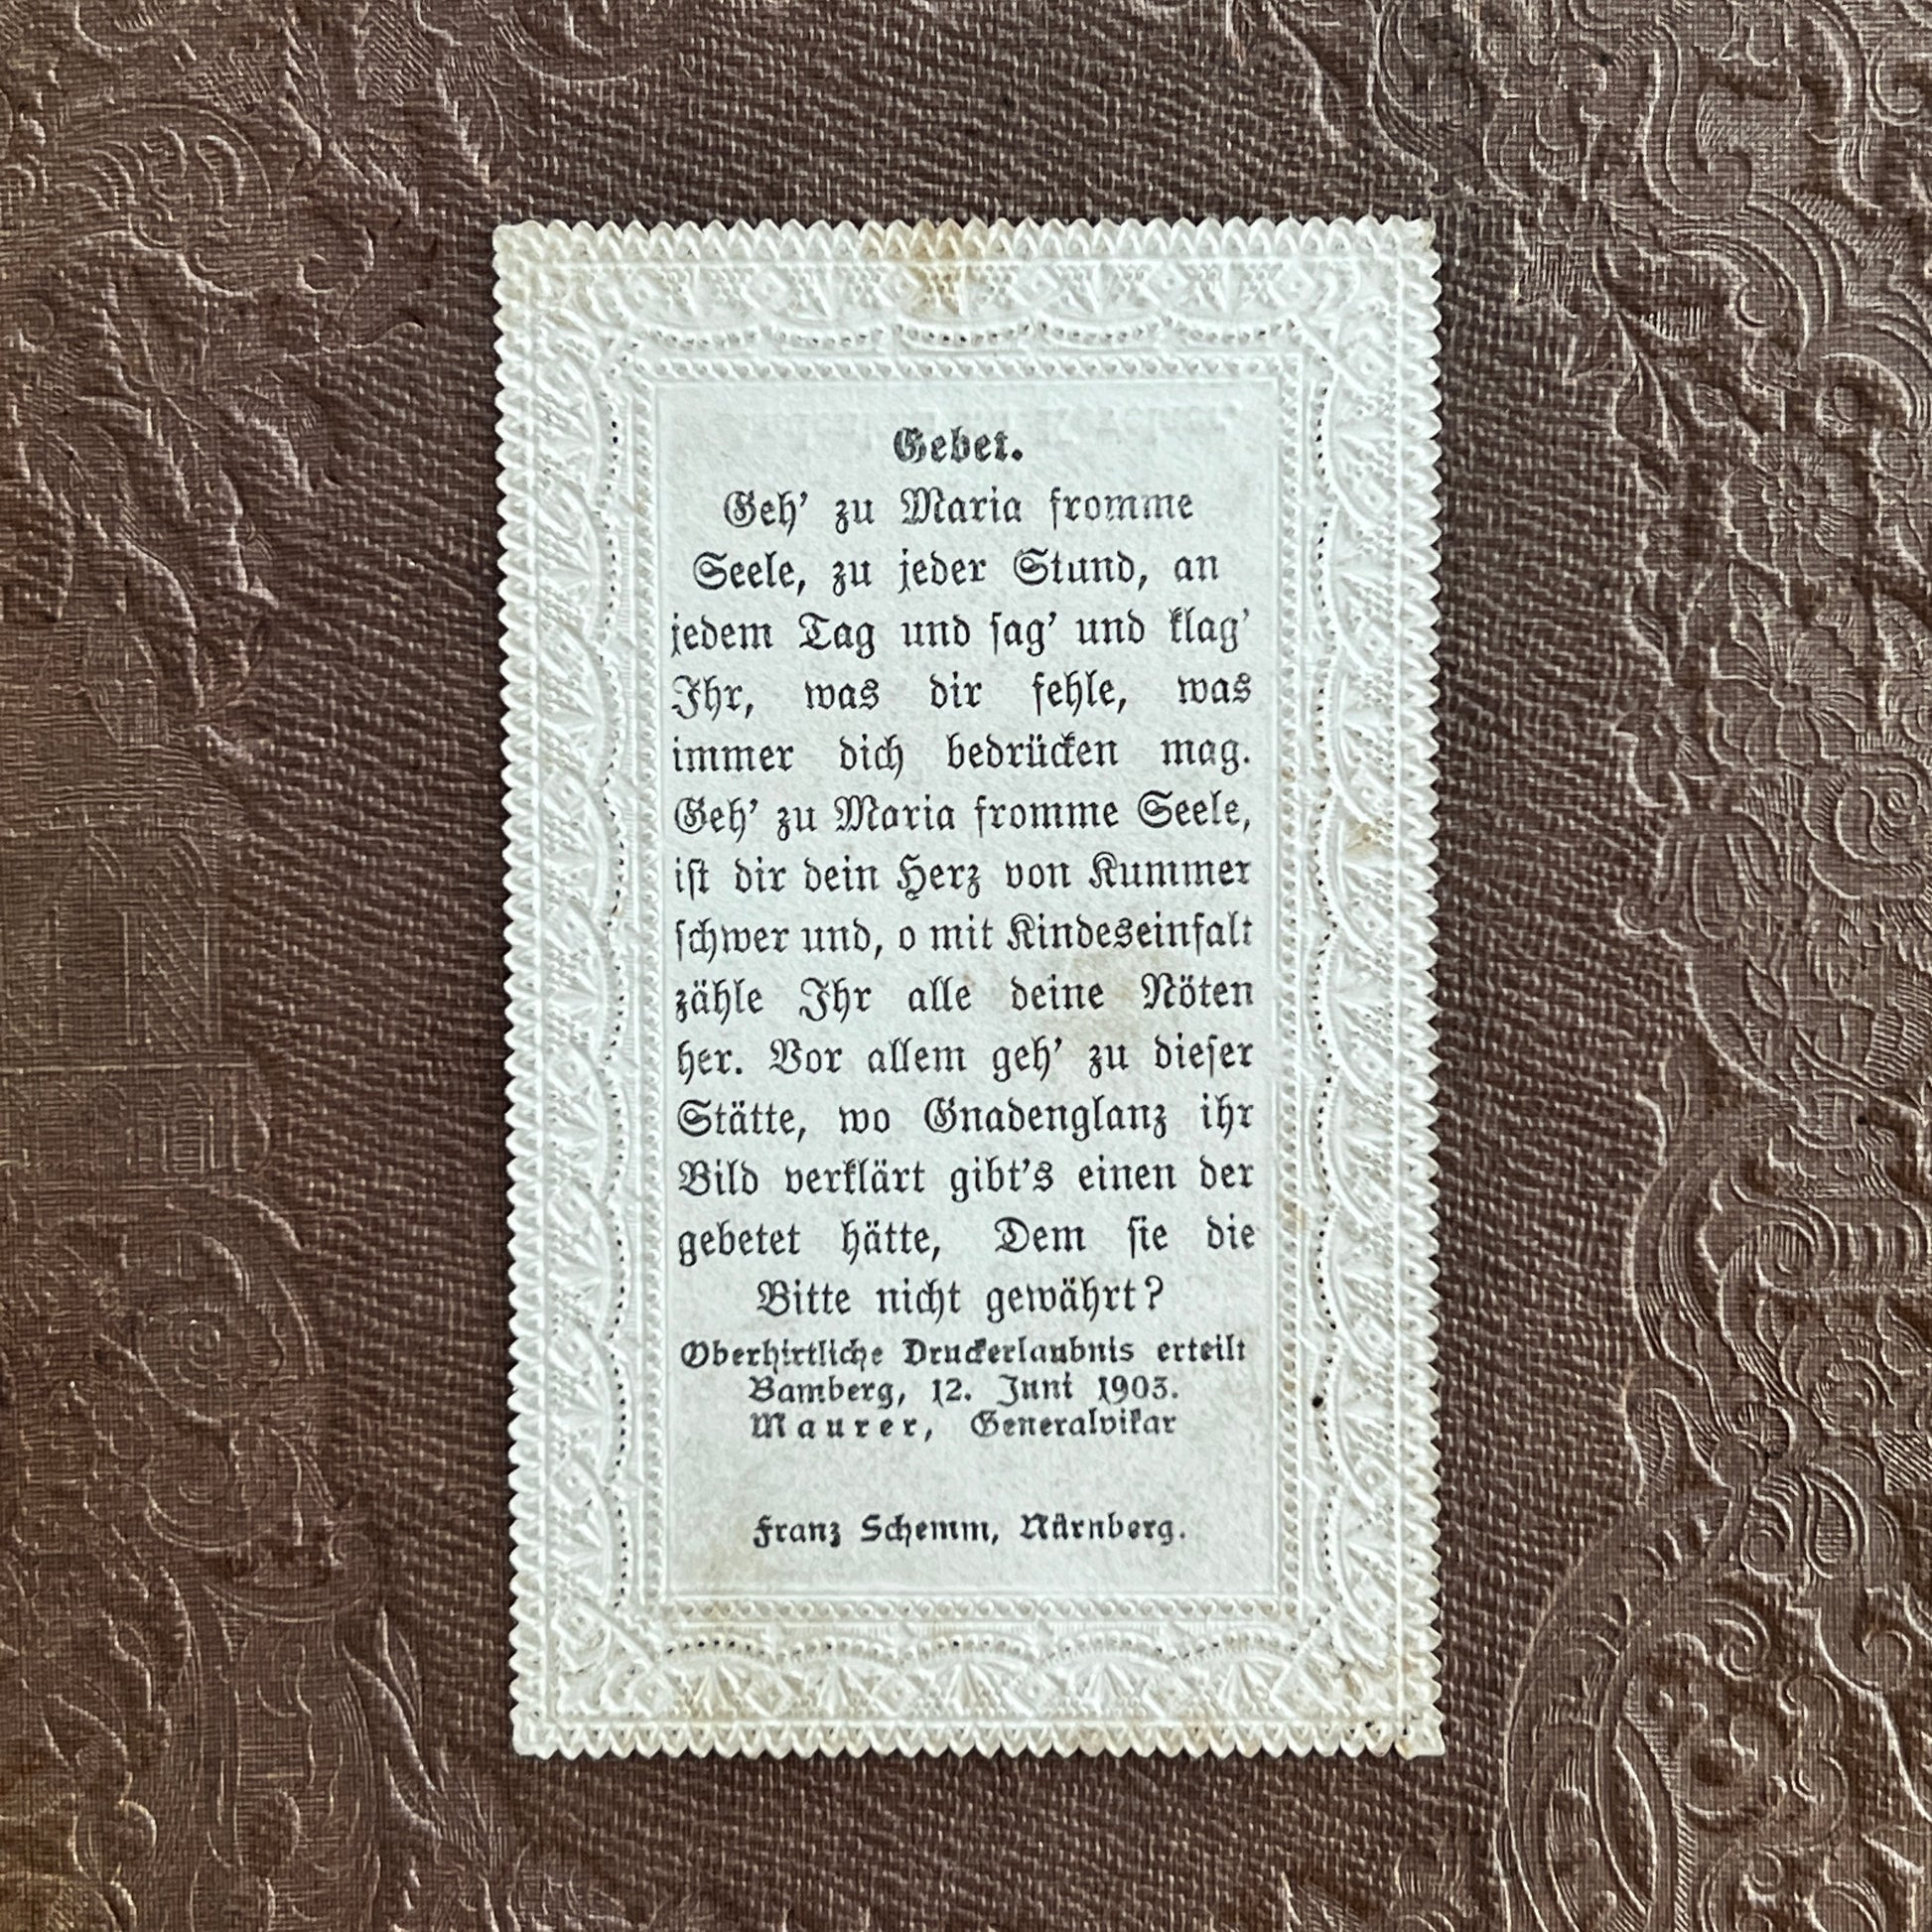 Gebet.
Geh' zu Maria fromme
Seele, zu jeder Stund, an
jedem Tag und sag' und klag'
Ihr, was dir fehle, was
immer dich bedrücken mag.
Geh' zu Maria fromme Seele,
ist dir dein Herz von Kummer
schwer und, o mit Kindeseinfalt
zähle Ihr alle deine Nöten
her. Vor allem geh' zu dieser
Stätte, wo Gnadenglanz ihr
Bild verklärt gibt's einen der
gebetet hätte, Dem sie die
Bitte nicht gewährt?
Oberhirtliche Druckerlaubnis erteilt
Bamberg, 12. Juni 1903.
Maurer, Generalvikar
Franz Schemm, Nürnberg.